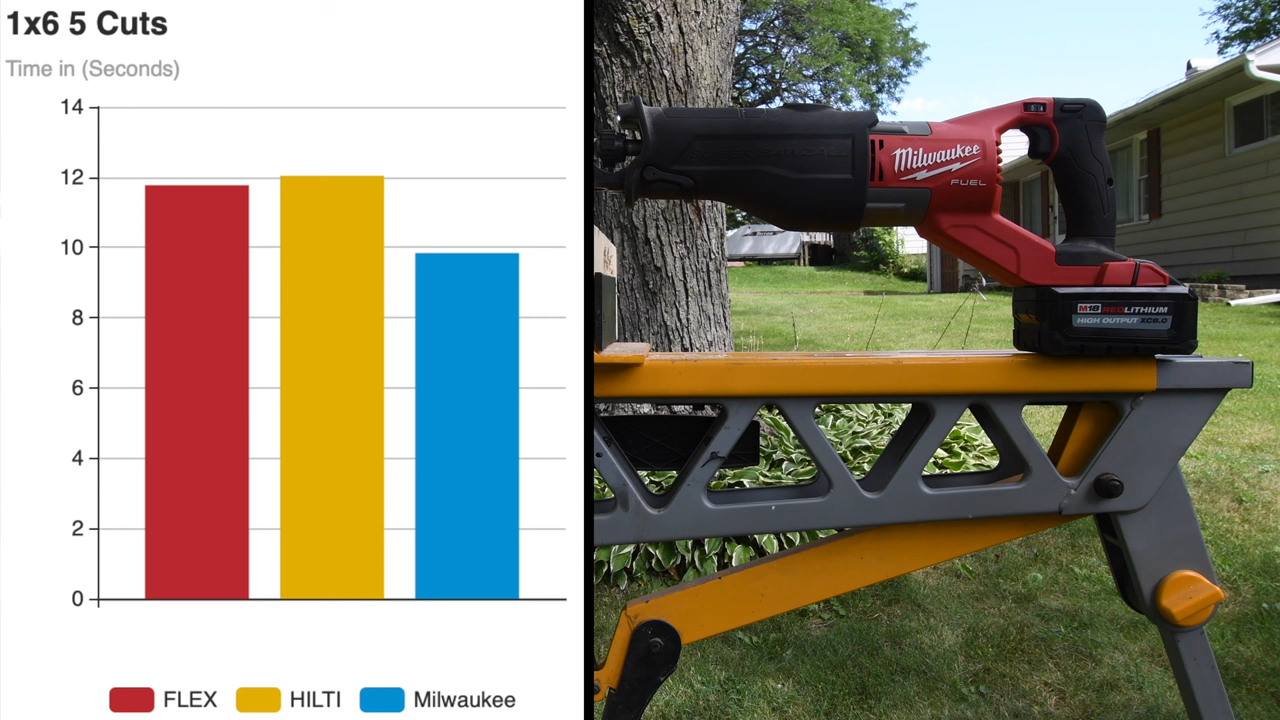 1x6 5 Cuts
Time in (Seconds)
14
12
10
8
6
4
2
0
FLEX HILTI Milwaukee
Milwaukee
FUEL
M18 REDLITHIUM
HIGH OUTPUT XC8.0